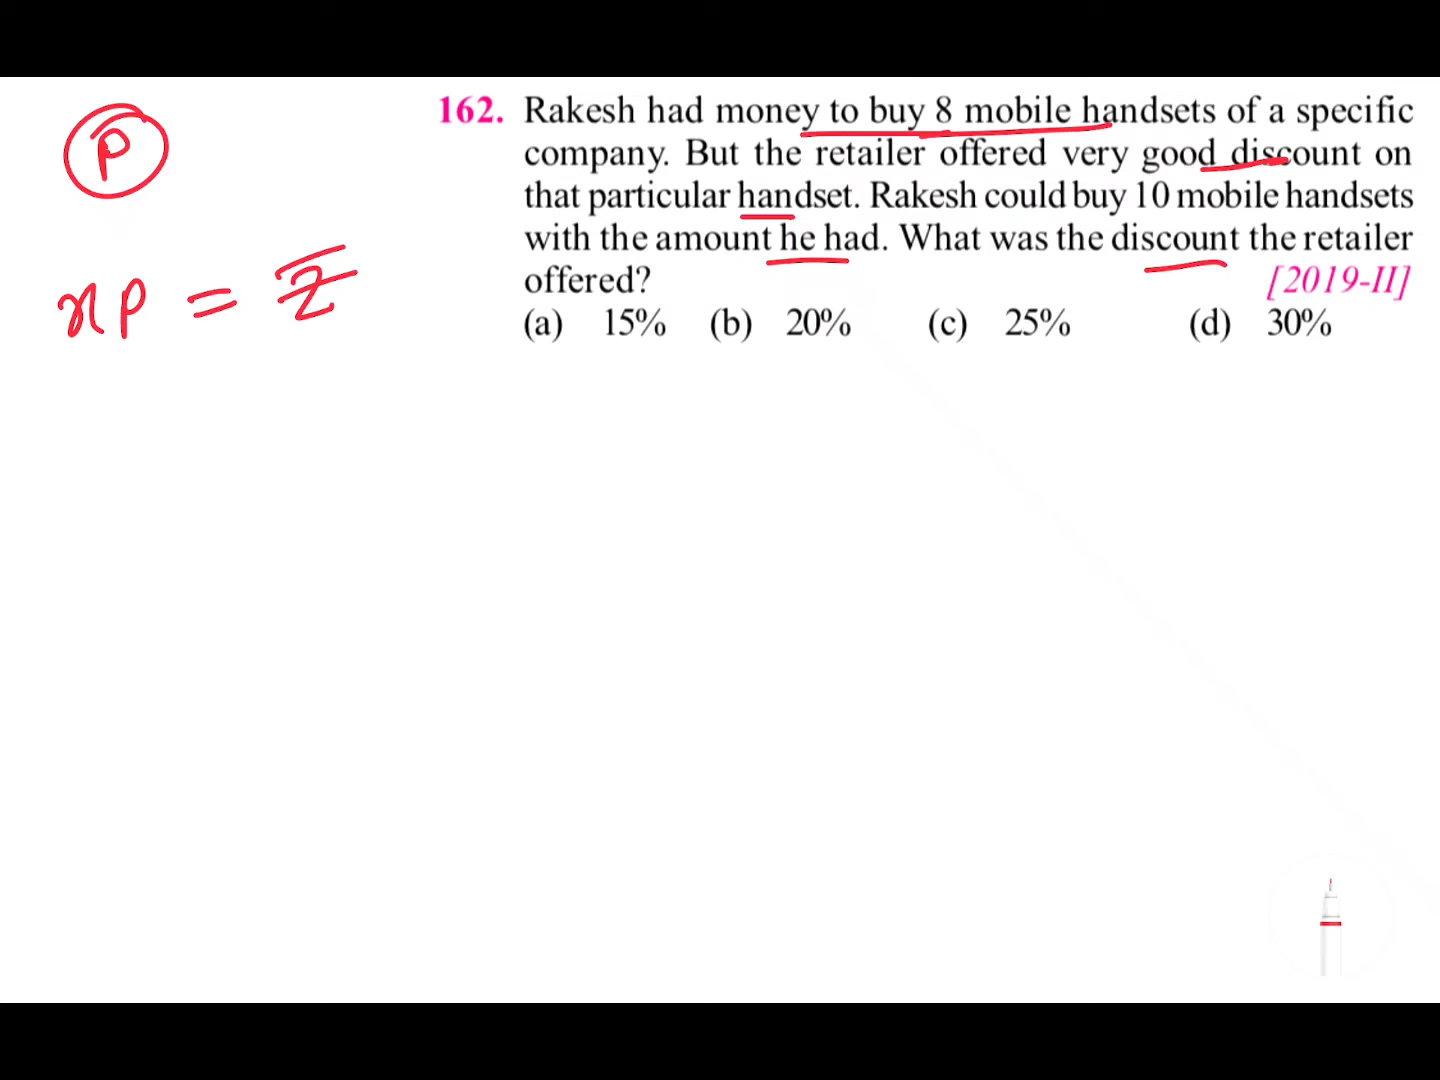 P
xp = Z
162. Rakesh had money to buy 8 mobile handsets of a specific
company. But the retailer offered very good discount on
that particular handset. Rakesh could buy 10 mobile handsets
with the amount he had. What was the discount the retailer
offered? [2019-II]
(a) 15% (b) 20% (c) 25% (d) 30%